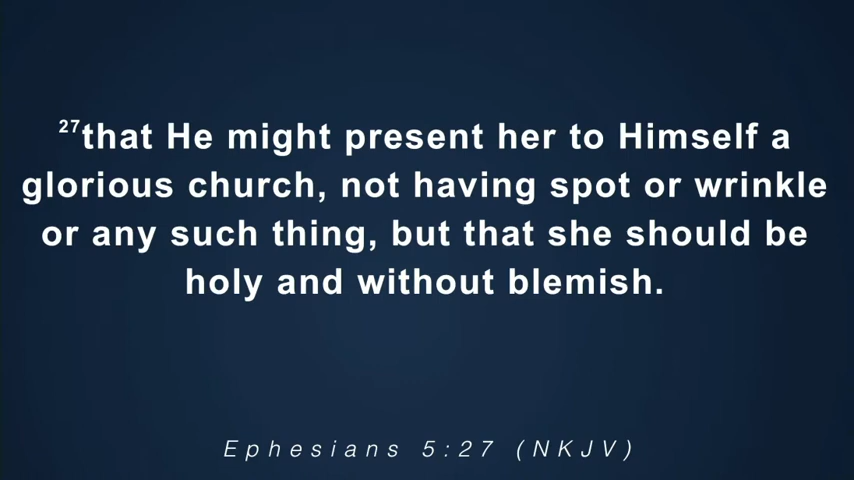 27that He might present her to Himself a
glorious church, not having spot or wrinkle
or any such thing, but that she should be
holy and without blemish.
Ephesians 5:27 (NKJV)